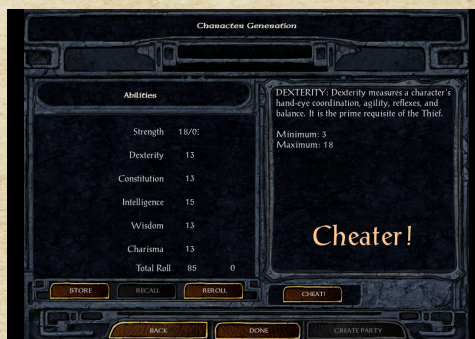 Character Generation
Abilities
Strength
Dexterity 13
Constitution 13
Intelligence 15
Wisdom 13
Charisma 13
Total Roll 85 0
STORE RECALL REROLL
DEXTERITY: Dexterity measures a character's
hand-eye coordination, agility, reflexes, and
balance. It is the prime requisite of the Thief.
Minimum: 3
Maximum: 18
Cheater!
CHEAT!
BACK DONE CREATE PARTY